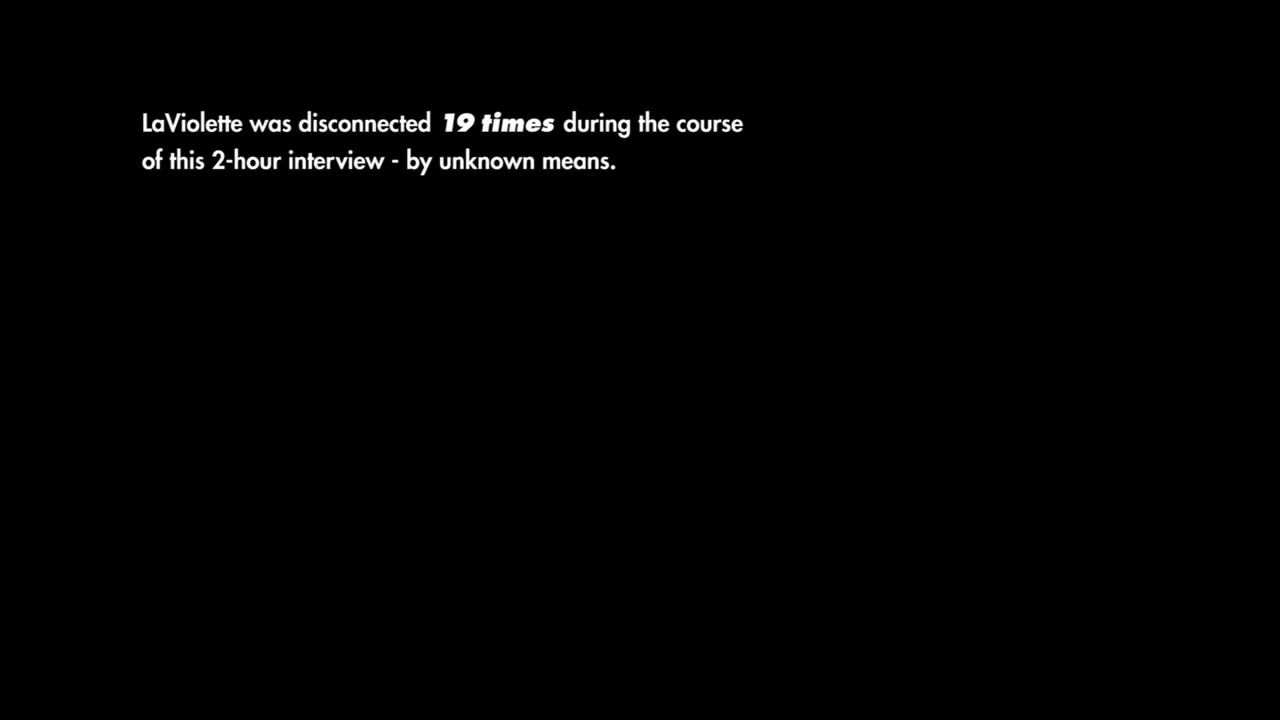 LaViolette was disconnected 19 times during the course
of this 2-hour interview - by unknown means.